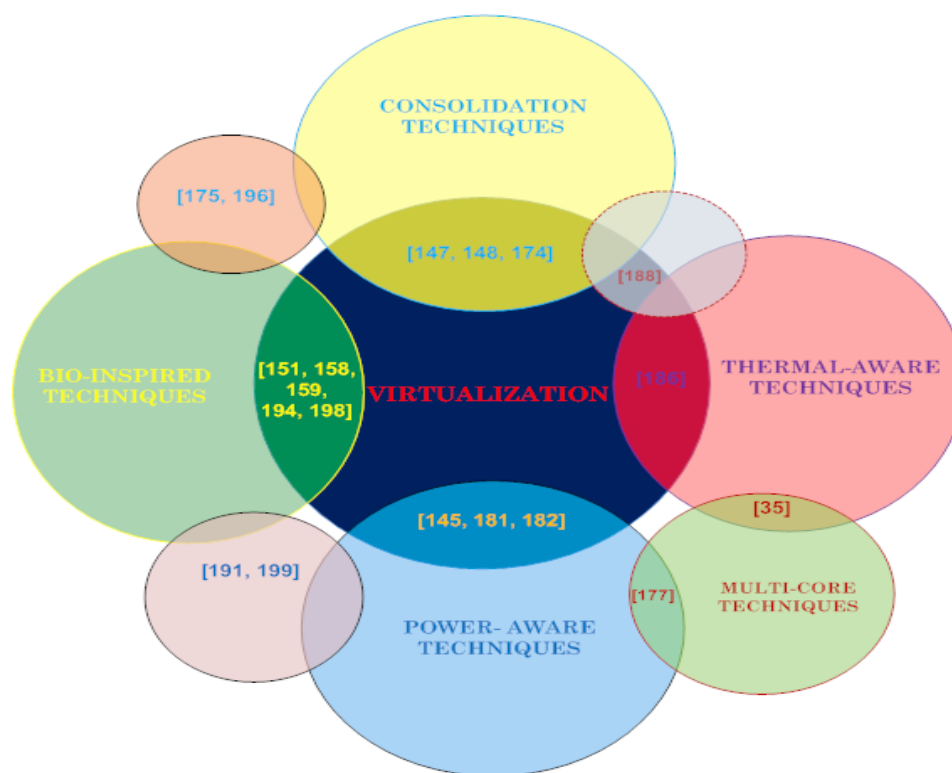 CONSOLIDATION
TECHNIQUES
[175, 196]
[147, 148, 174]
[188]
BIO-INSPIRED
TECHNIQUES
[151, 158,
159,
194, 198]
VIRTUALIZATION
[186]
THERMAL-AWARE
TECHNIQUES
[145, 181, 182]
[35]
[191, 199]
[177]
MULTI-CORE
TECHNIQUES
POWER- AWARE
TECHNIQUES